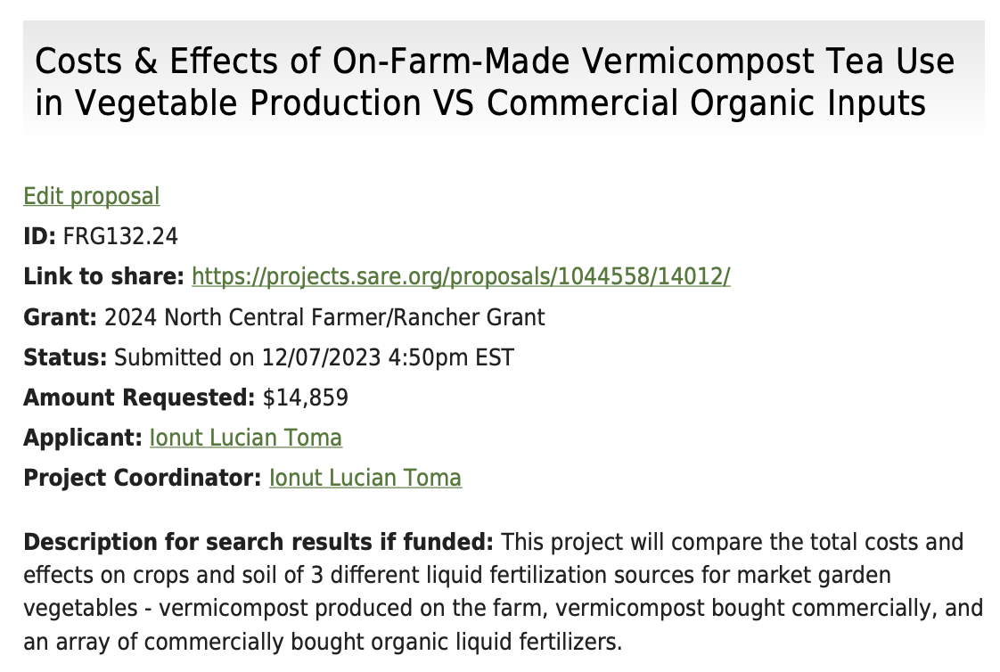 Costs & Effects of On-Farm-Made Vermicompost Tea Use
in Vegetable Production VS Commercial Organic Inputs
Edit proposal
ID: FRG132.24
Link to share: https://projects.sare.org/proposals/1044558/14012/
Grant: 2024 North Central Farmer/Rancher Grant
Status: Submitted on 12/07/2023 4:50pm EST
Amount Requested: $14,859
Applicant: Ionut Lucian Toma
Project Coordinator: Ionut Lucian Toma
Description for search results if funded: This project will compare the total costs and
effects on crops and soil of 3 different liquid fertilization sources for market garden
vegetables - vermicompost produced on the farm, vermicompost bought commercially, and
an array of commercially bought organic liquid fertilizers.